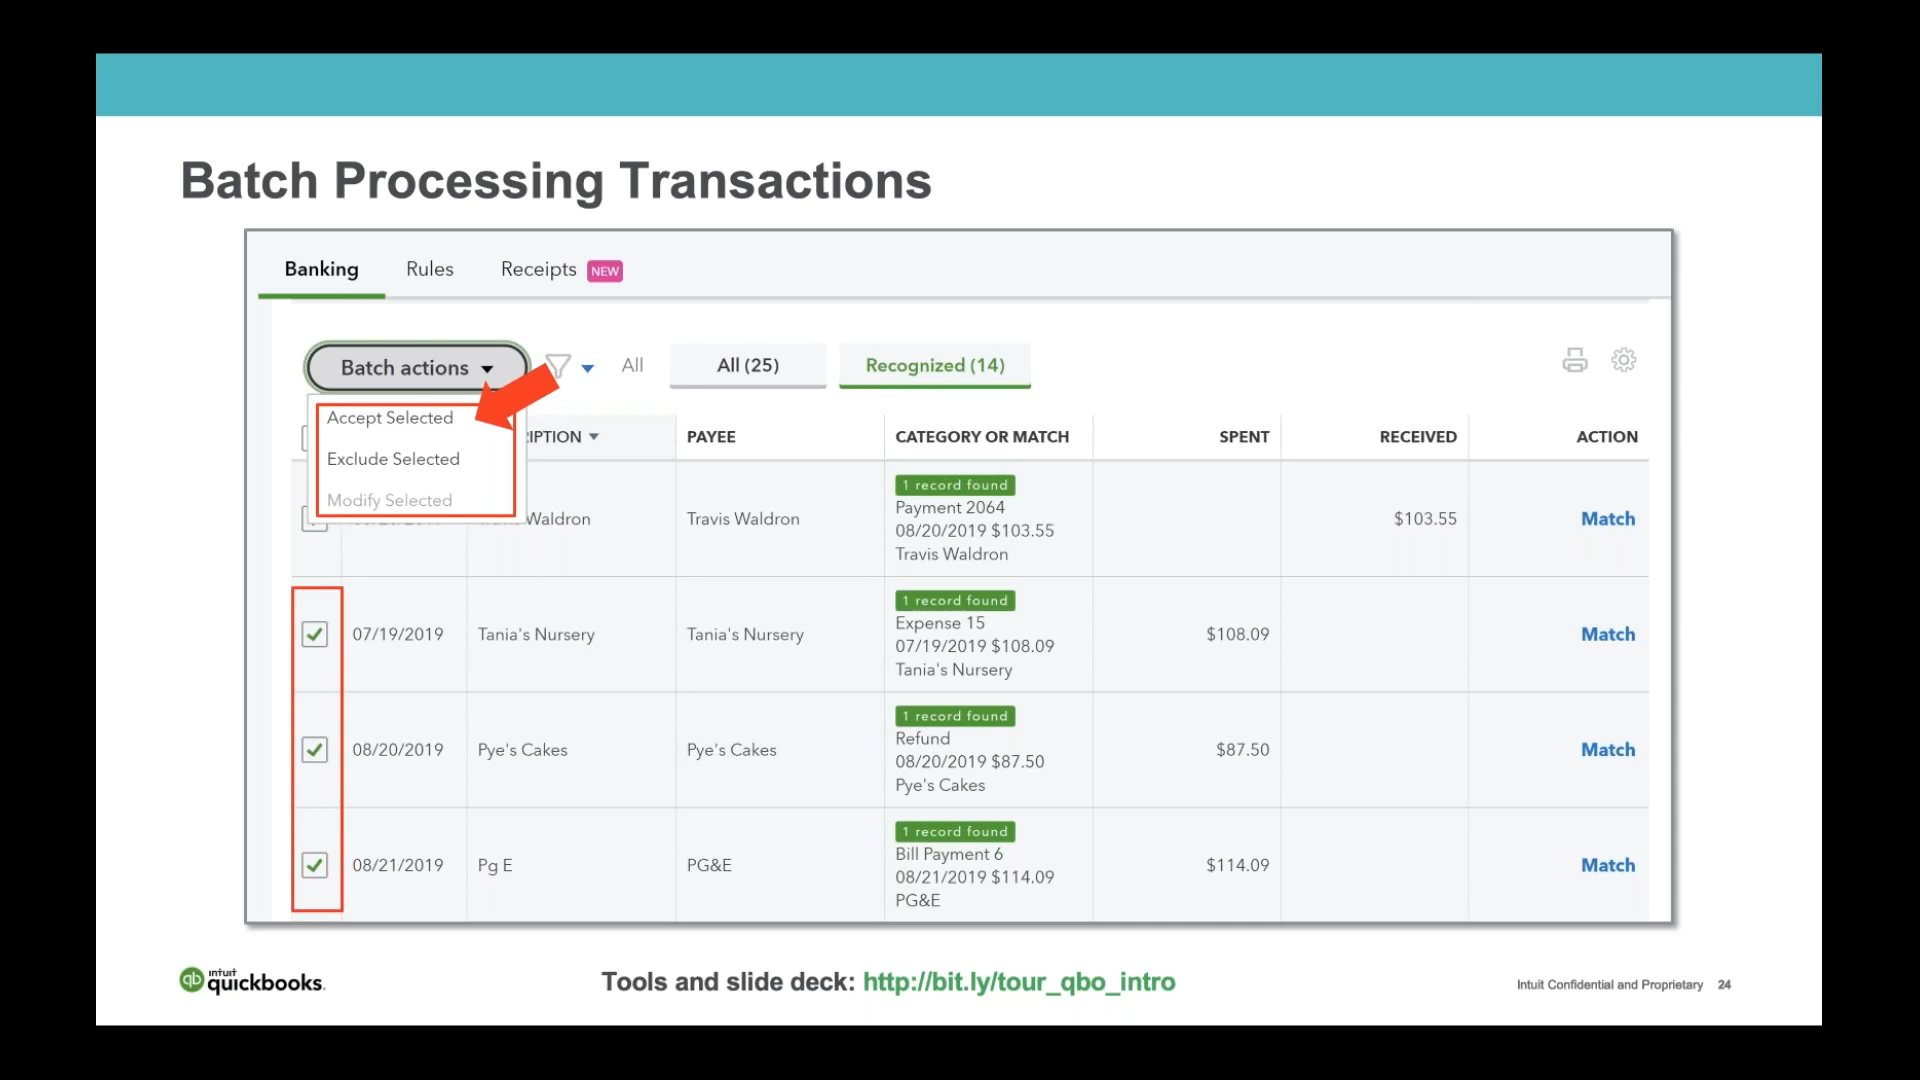 Batch Processing Transactions
Banking Rules Receipts NEW
Batch actions All All (25) Recognized (14)
Accept Selected
Exclude Selected
Modify Selected
IPTION PAYEE CATEGORY OR MATCH SPENT RECEIVED ACTION
Waldron Travis Waldron $103.55 Match
1 record found
Payment 2064
08/20/2019 $103.55
Travis Waldron
07/19/2019 Tania's Nursery Tania's Nursery $108.09 Match
1 record found
Expense 15
07/19/2019 $108.09
Tania's Nursery
08/20/2019 Pye's Cakes Pye's Cakes $87.50 Match
1 record found
Refund
08/20/2019 $87.50
Pye's Cakes
08/21/2019 Pg E PG&E $114.09 Match
1 record found
Bill Payment 6
08/21/2019 $114.09
PG&E
qb intuit quickbooks.
Tools and slide deck: http://bit.ly/tour_qbo_intro
Intuit Confidential and Proprietary 24